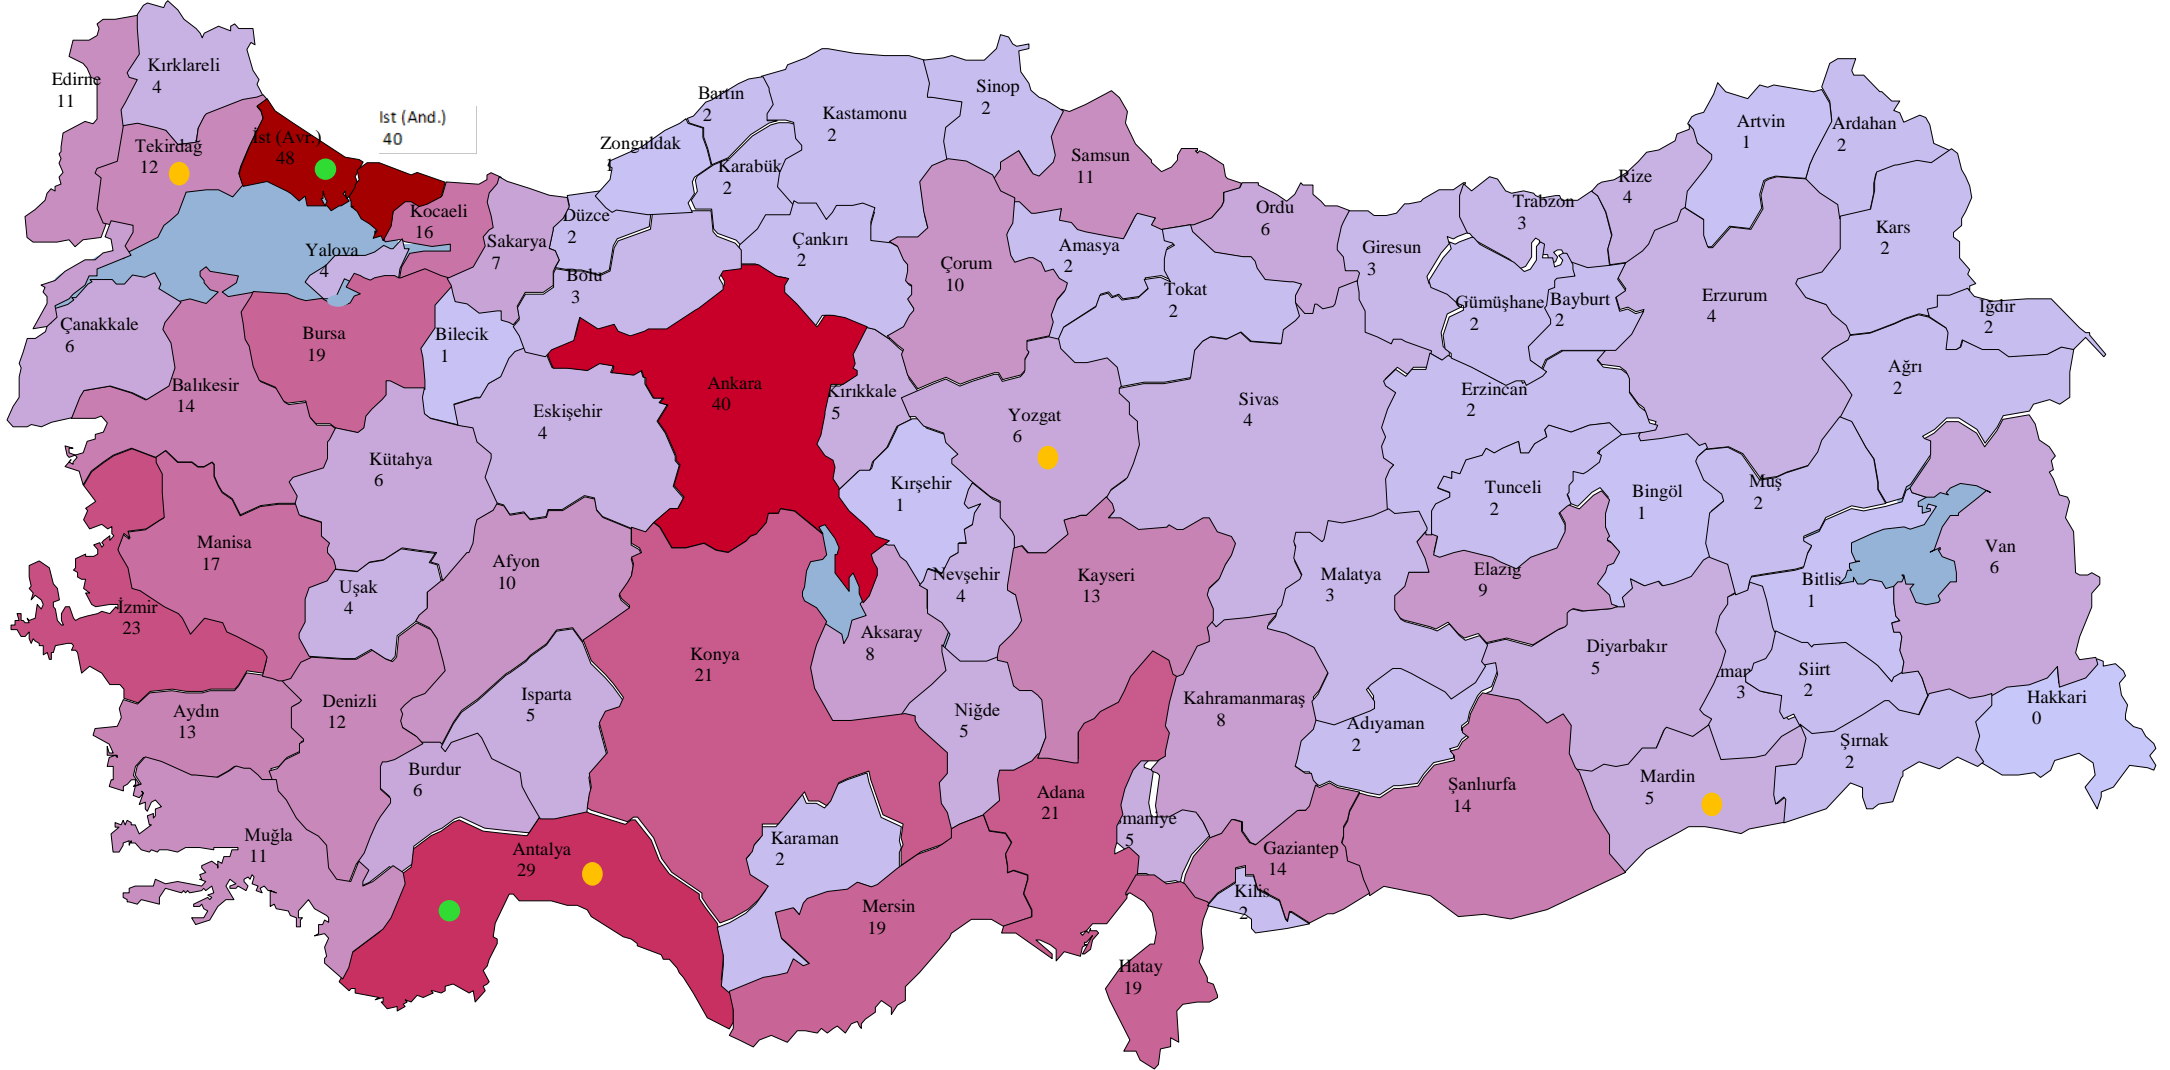 Edirne
11
Kırklareli
4
Tekirdağ
12
İst (Avr.)
48
Ist (And.)
40
Kocaeli
16
Yalova
4
Sakarya
7
Düzce
2
Bolu
3
Zonguldak
1
Bartın
2
Karabük
2
Kastamonu
2
Çankırı
2
Sinop
2
Samsun
11
Çorum
10
Amasya
2
Tokat
2
Ordu
6
Giresun
3
Trabzon
3
Gümüşhane
2
Bayburt
2
Rize
4
Artvin
1
Ardahan
2
Kars
2
Iğdır
2
Ağrı
2
Erzurum
4
Erzincan
2
Çanakkale
6
Balıkesir
14
Bursa
19
Bilecik
1
Eskişehir
4
Kütahya
6
Ankara
40
Kırıkkale
5
Yozgat
6
Sivas
4
Kırşehir
1
Nevşehir
4
Kayseri
13
Malatya
3
Elazıg
9
Tunceli
2
Bingöl
1
Muş
2
Bitlis
1
Van
6
Manisa
17
İzmir
23
Uşak
4
Afyon
10
Konya
21
Aksaray
8
Niğde
5
Aydın
13
Denizli
12
Isparta
5
Burdur
6
Muğla
11
Antalya
29
Karaman
2
Mersin
19
Adana
21
Kahramanmaraş
8
Adıyaman
2
Diyarbakır
5
man
3
Siirt
2
Şırnak
2
Hakkari
0
Mardin
5
Şanlıurfa
14
maniye
5
Gaziantep
14
Kilis
2
Hatay
19